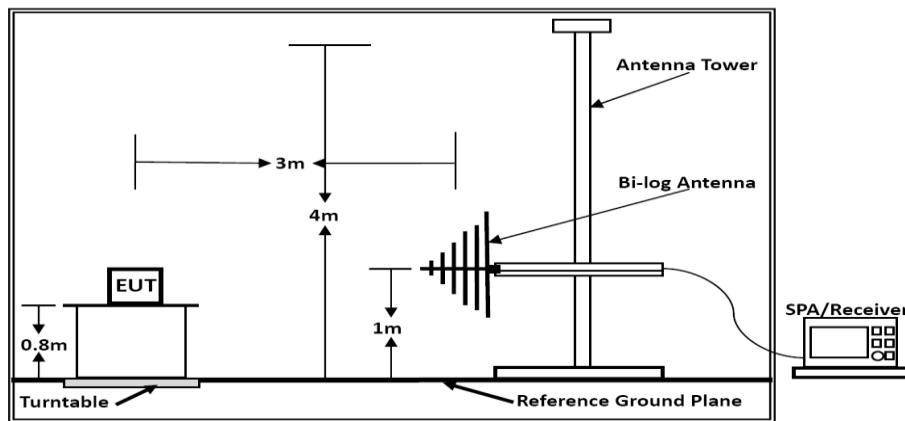 Antenna Tower
3m
Bi-log Antenna
4m
EUT
SPA/Receiver
1m
0.8m
Turntable
Reference Ground Plane